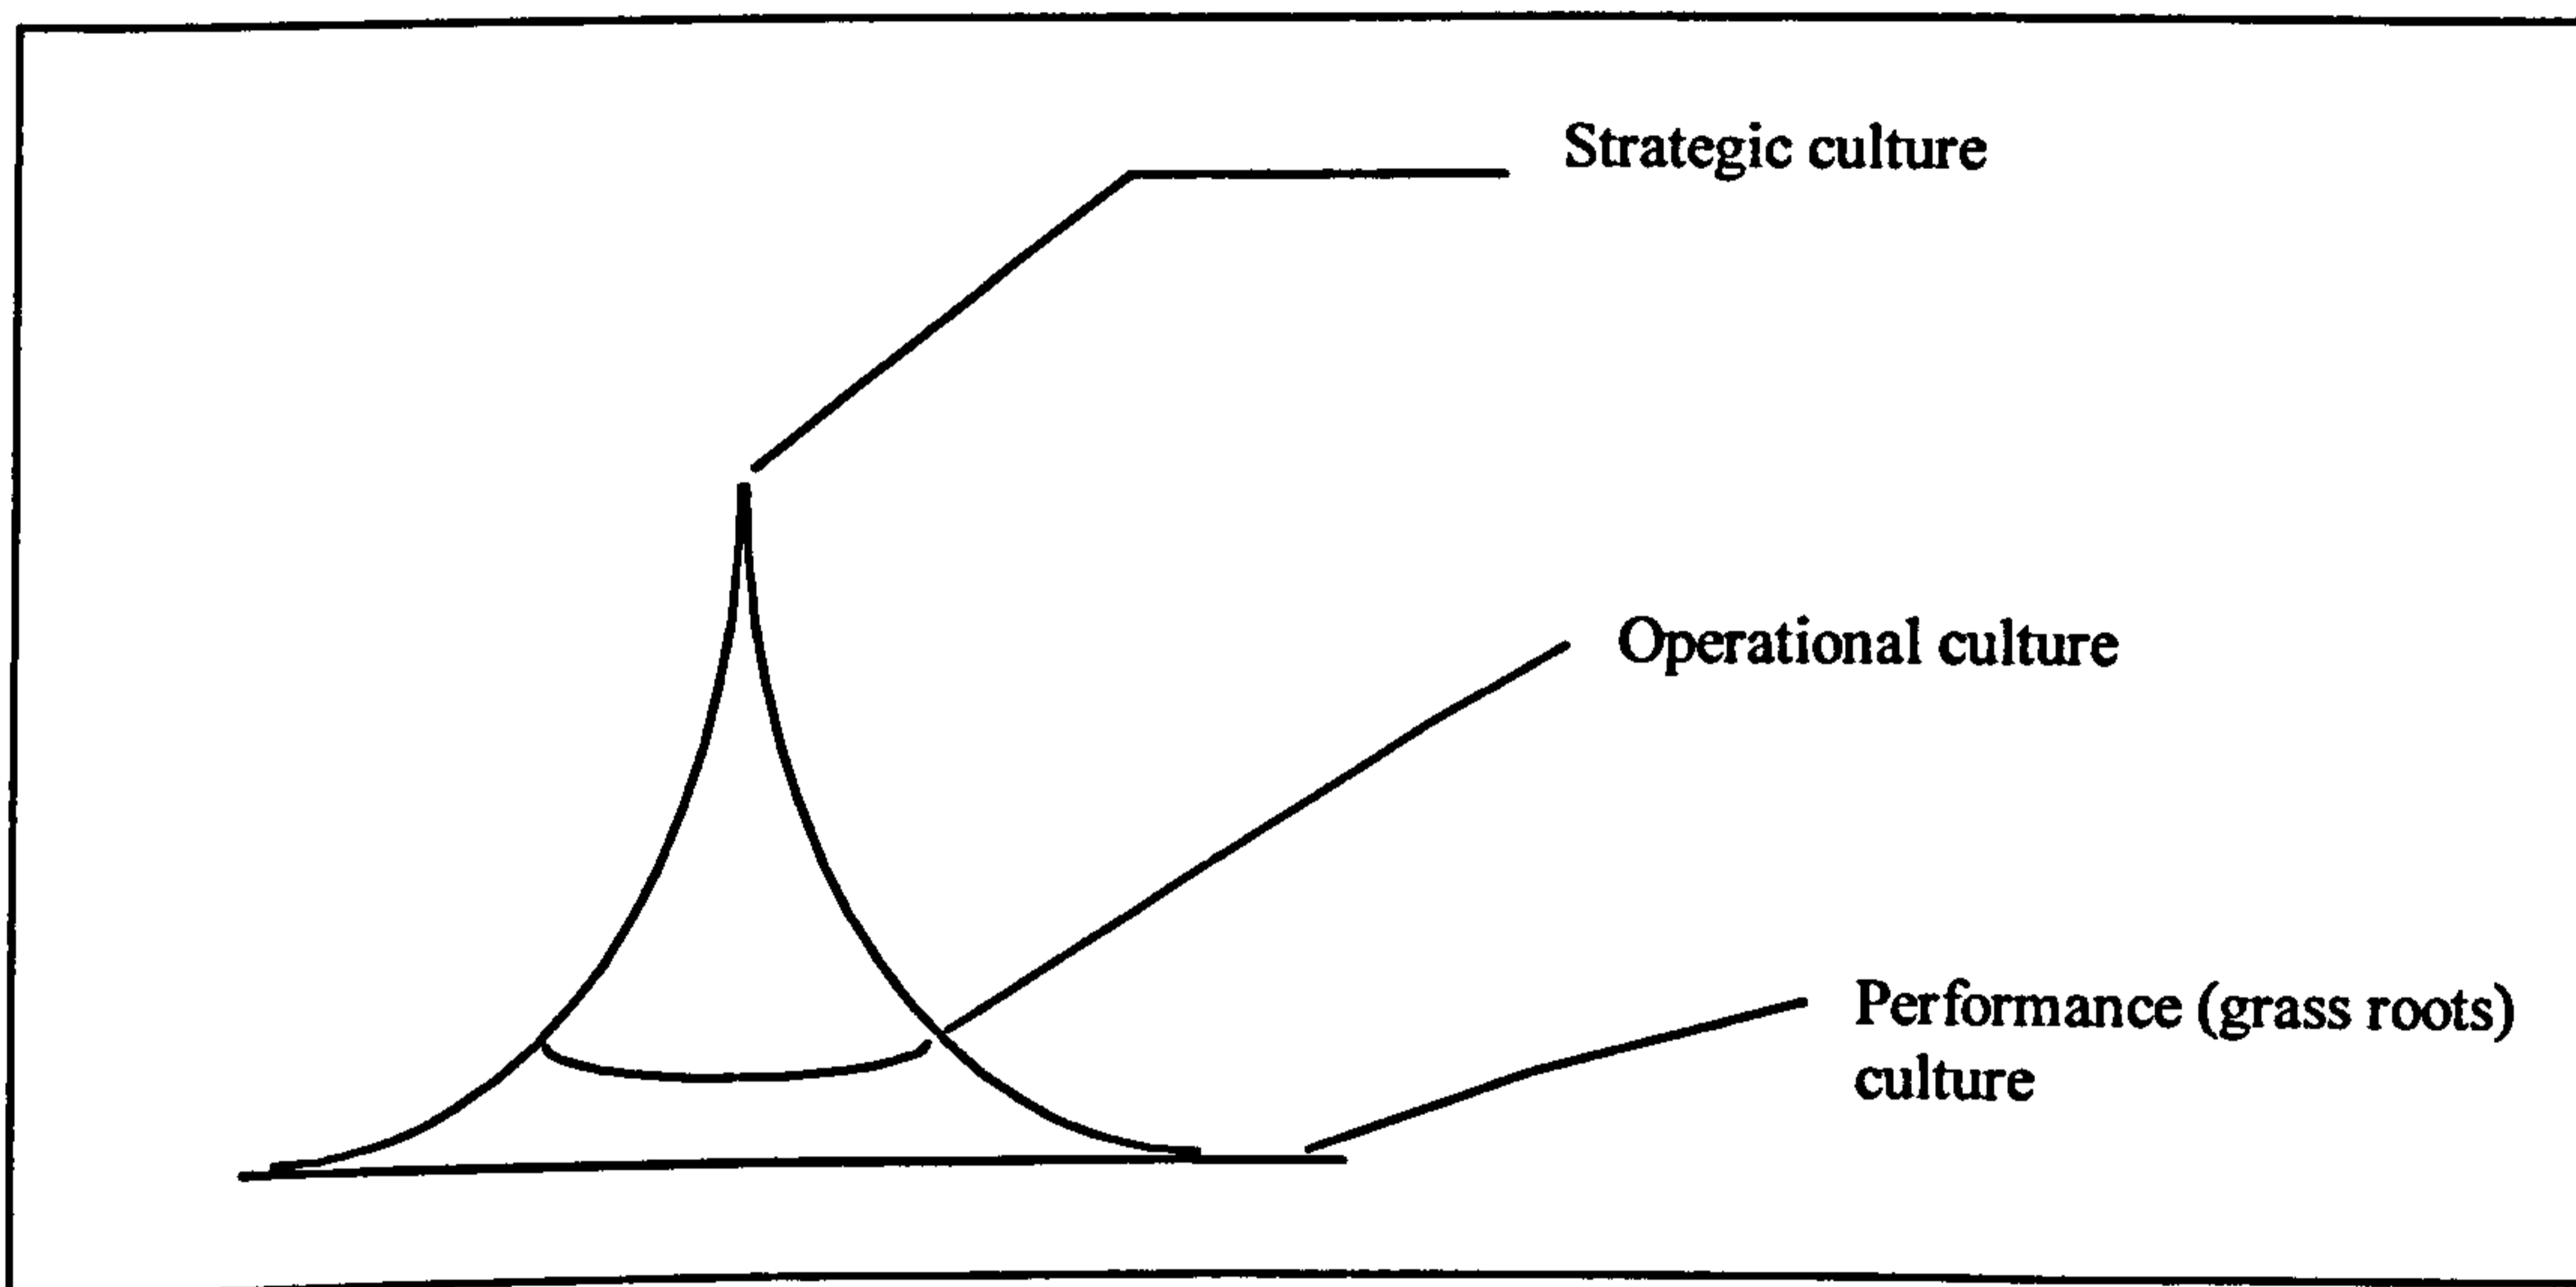 Strategic culture
Operational culture
Performance (grass roots)
culture